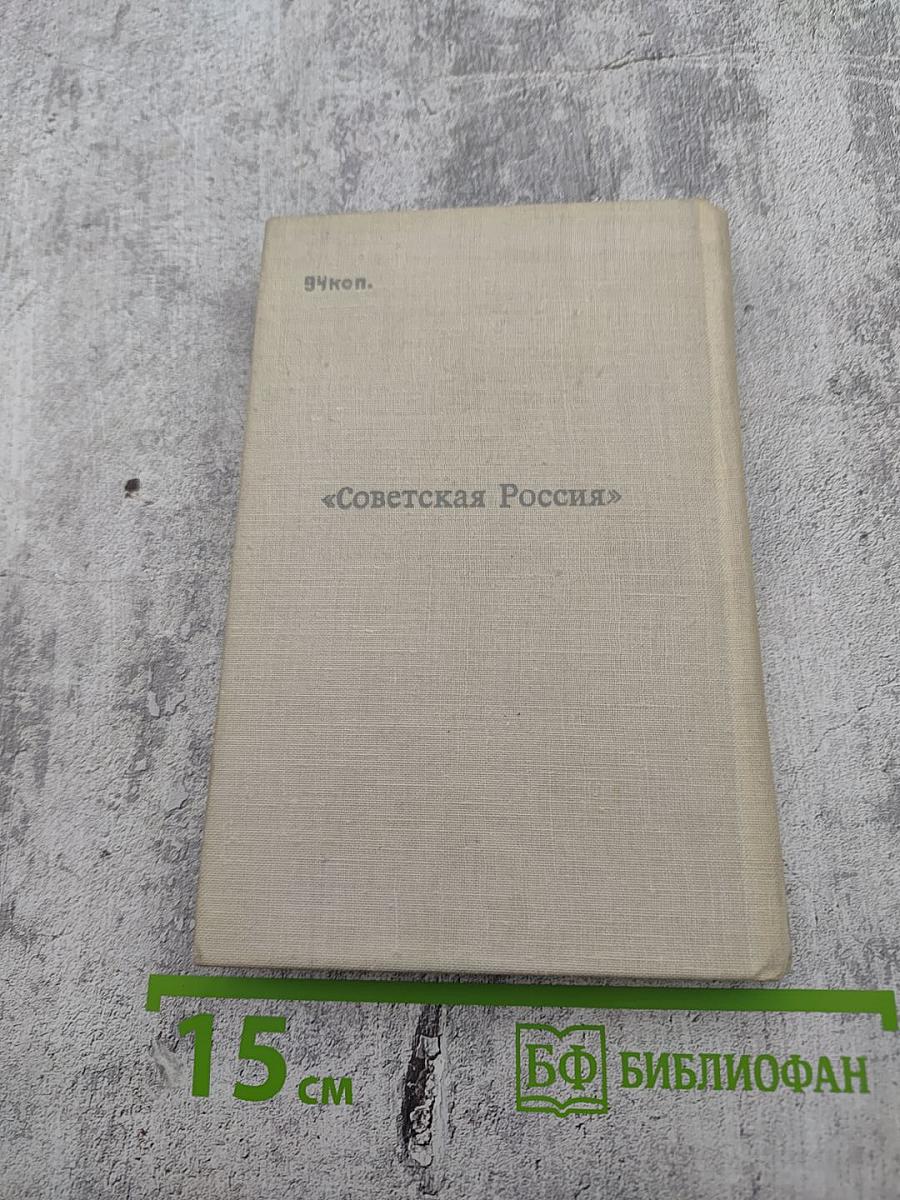 94коп.
«Советская Россия»
15 см
БФ БИБЛИОФАН